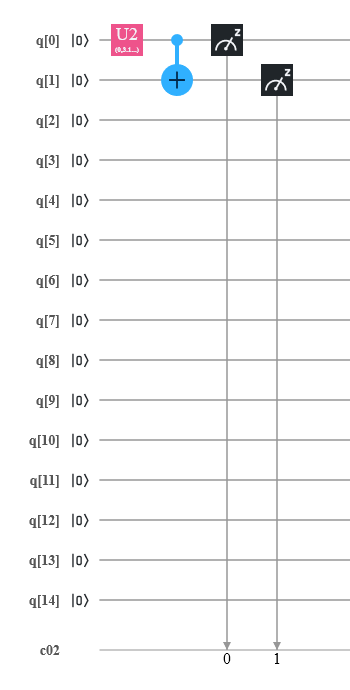 q[0] |0⟩ U2 z
(0,3.1...)
z
q[1] |0⟩
q[2] |0⟩
q[3] |0⟩
q[4] |0⟩
q[5] |0⟩
q[6] |0⟩
q[7] |0⟩
q[8] |0⟩
q[9] |0⟩
q[10] |0⟩
q[11] |0⟩
q[12] |0⟩
q[13] |0⟩
q[14] |0⟩
c02
0 1